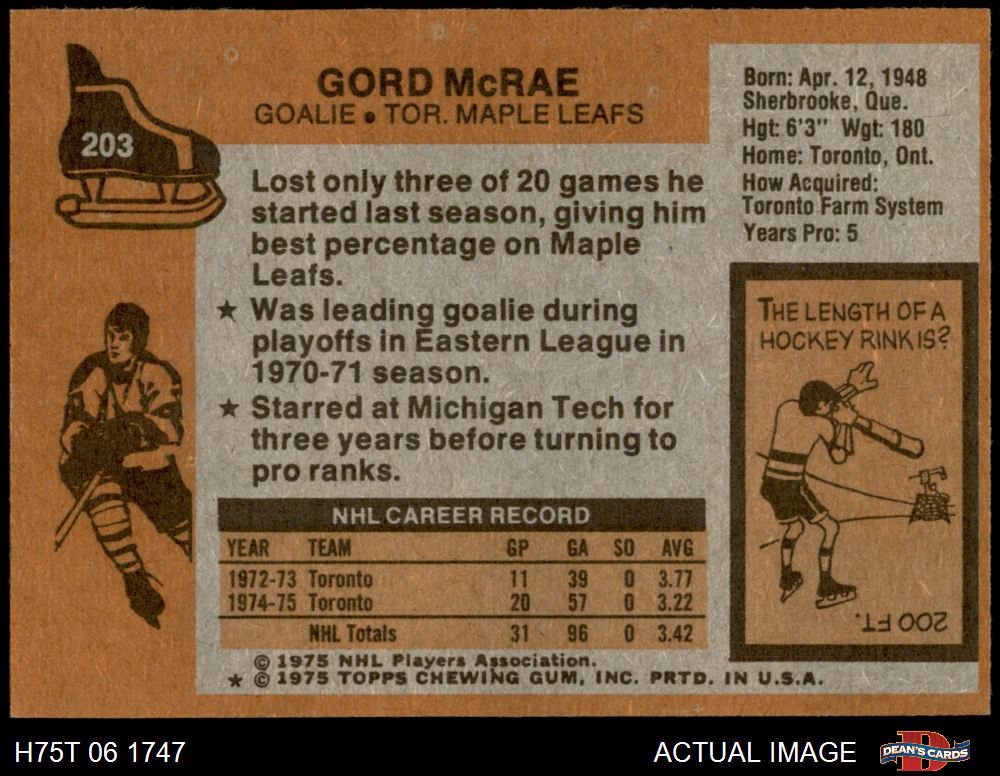 GORD McRAE
GOALIE • TOR. MAPLE LEAFS
203
Born: Apr. 12, 1948
Sherbrooke, Que.
Hgt: 6'3" Wgt: 180
Home: Toronto, Ont.
How Acquired:
Toronto Farm System
Years Pro: 5
Lost only three of 20 games he
started last season, giving him
best percentage on Maple
Leafs.
★ Was leading goalie during
playoffs in Eastern League in
1970-71 season.
★ Starred at Michigan Tech for
three years before turning to
pro ranks.
THE LENGTH OF A
HOCKEY RINK IS?
200 FT.
NHL CAREER RECORD
YEAR TEAM GP GA SO AVG
1972-73 Toronto 11 39 0 3.77
1974-75 Toronto 20 57 0 3.22
NHL Totals 31 96 0 3.42
© 1975 NHL Players Association.
★ © 1975 TOPPS CHEWING GUM, INC. PRTD. IN U.S.A.
H75T 06 1747
ACTUAL IMAGE
D
DEAN'S CARDS